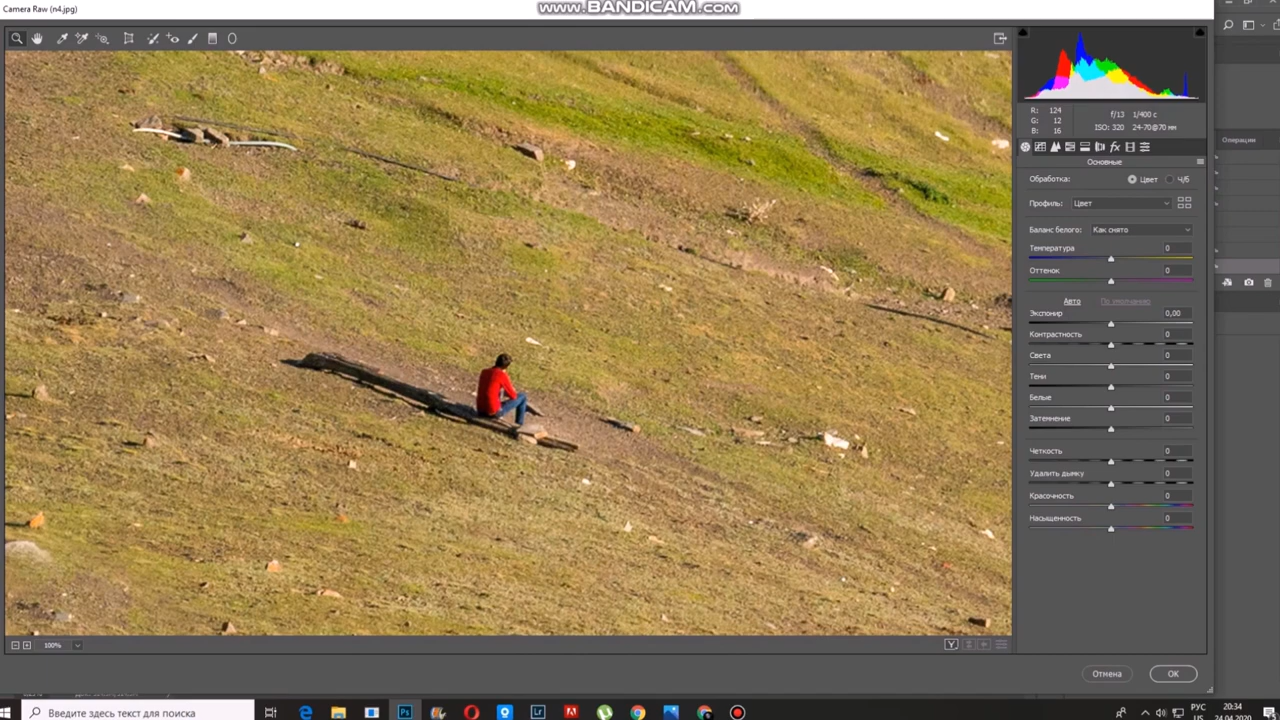 Camera Raw (n4.jpg)
www.BANDICAM.com
R: 124
G: 12
B: 16
f/13 1/400 с
ISO: 320 24-70@70 мм
Операции
Основные
Обработка: Цвет Ч/б
Профиль: Цвет
Баланс белого: Как снято
Температура 0
Оттенок 0
Авто По умолчанию
Экспонир 0,00
Контрастность 0
Света 0
Тени 0
Белые 0
Затемнение 0
Четкость 0
Удалить дымку 0
Красочность 0
Насыщенность 0
100%
Y
Отмена OK
Введите здесь текст для поиска
Ps
Lr
РУС
20:34
24.04.2020